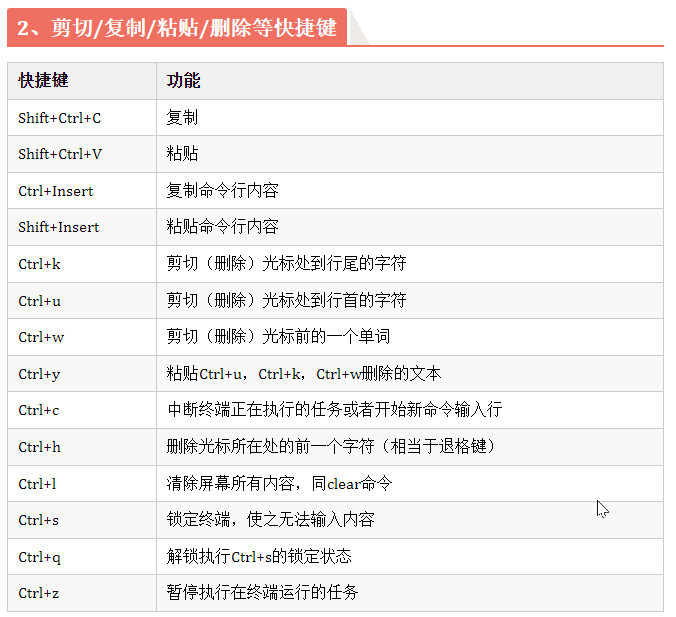 2、剪切/复制/粘贴/删除等快捷键
快捷键 功能
Shift+Ctrl+C 复制
Shift+Ctrl+V 粘贴
Ctrl+Insert 复制命令行内容
Shift+Insert 粘贴命令行内容
Ctrl+k 剪切（删除）光标处到行尾的字符
Ctrl+u 剪切（删除）光标处到行首的字符
Ctrl+w 剪切（删除）光标前的一个单词
Ctrl+y 粘贴Ctrl+u，Ctrl+k，Ctrl+w删除的文本
Ctrl+c 中断终端正在执行的任务或者开始新命令输入行
Ctrl+h 删除光标所在处的前一个字符（相当于退格键）
Ctrl+l 清除屏幕所有内容，同clear命令
Ctrl+s 锁定终端，使之无法输入内容
Ctrl+q 解锁执行Ctrl+s的锁定状态
Ctrl+z 暂停执行在终端运行的任务